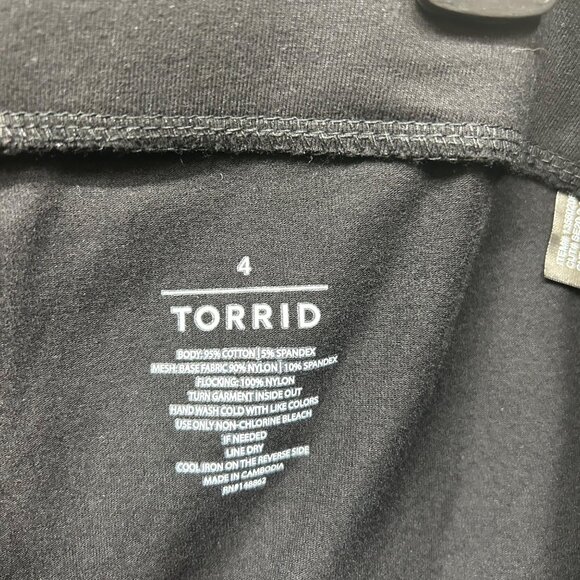 4
TORRID
BODY: 95% COTTON | 5% SPANDEX
MESH: BASE FABRIC 90% NYLON | 10% SPANDEX
FLOCKING: 100% NYLON
TURN GARMENT INSIDE OUT
HAND WASH COLD WITH LIKE COLORS
USE ONLY NON-CHLORINE BLEACH
IF NEEDED
LINE DRY
COOL IRON ON THE REVERSE SIDE
MADE IN CAMBODIA
RN#148863